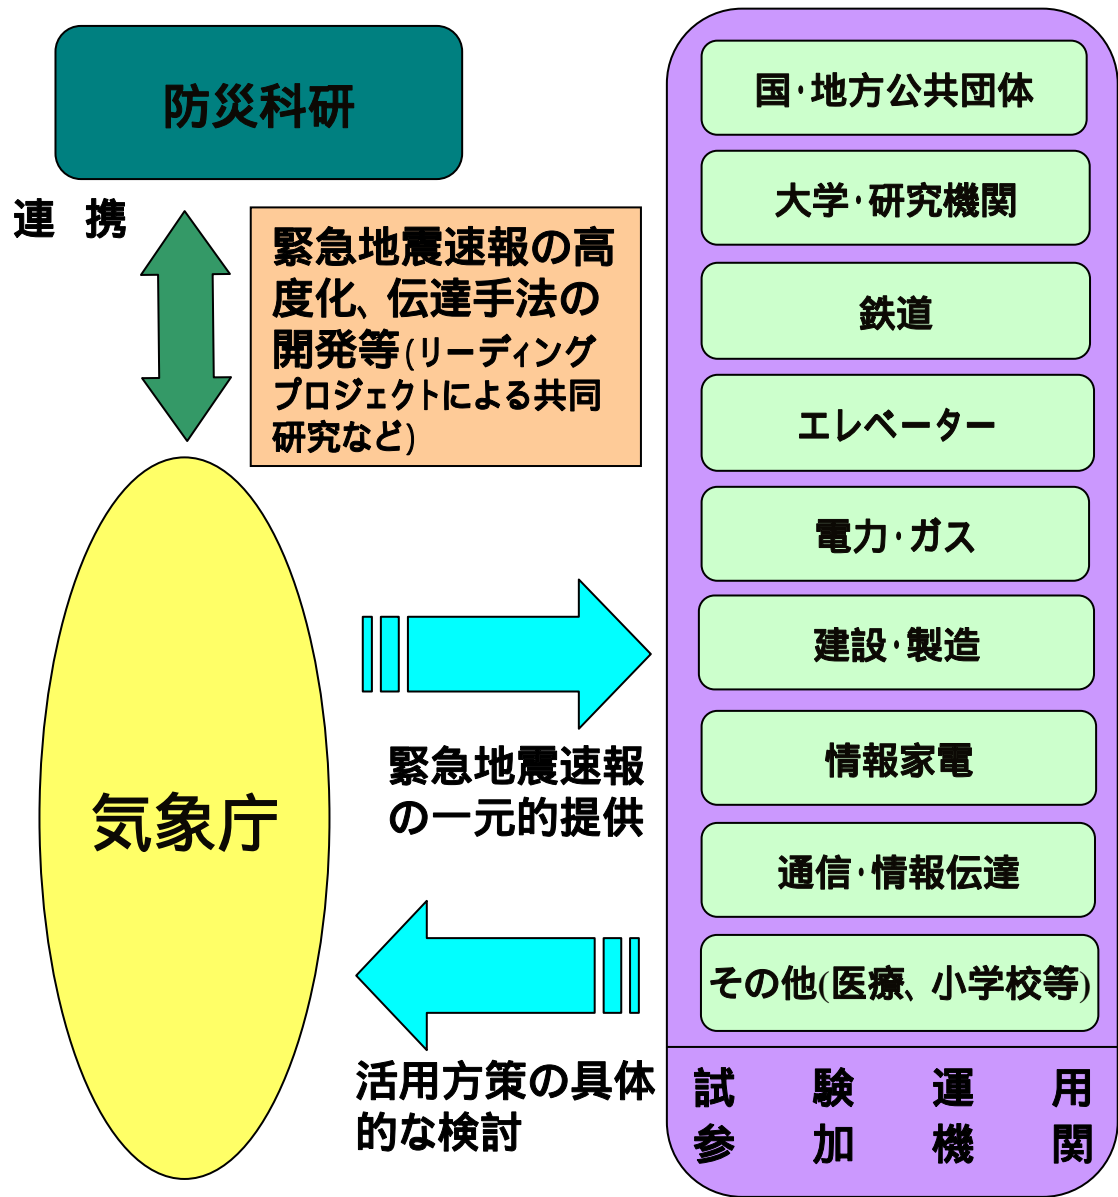 防災科研
連 携
緊急地震速報の高
度化、伝達手法の
開発等(リーディング
プロジェクトによる共同
研究など)
気象庁
緊急地震速報
の一元的提供
活用方策の具体
的な検討
国・地方公共団体
大学・研究機関
鉄道
エレベーター
電力・ガス
建設・製造
情報家電
通信・情報伝達
その他(医療、小学校等)
試 験 運 用
参 加 機 関